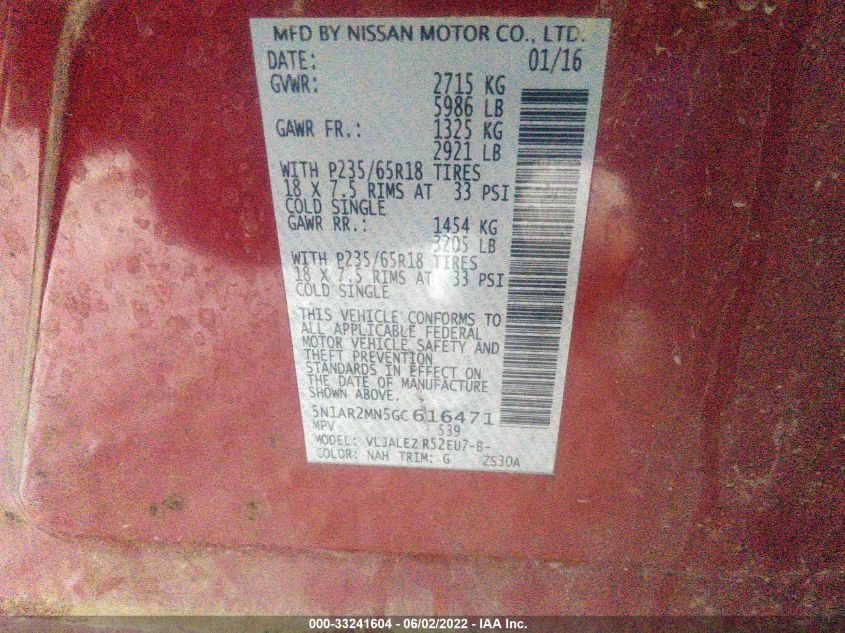 MFD BY NISSAN MOTOR CO., LTD.
DATE: 01/16
GVWR: 2715 KG
5986 LB
GAWR FR.: 1325 KG
2921 LB
WITH P235/65R18 TIRES
18 X 7.5 RIMS AT 33 PSI
COLD SINGLE
GAWR RR.: 1454 KG
3205 LB
WITH P235/65R18 TIRES
18 X 7.5 RIMS AT 33 PSI
COLD SINGLE
THIS VEHICLE CONFORMS TO
ALL APPLICABLE FEDERAL
MOTOR VEHICLE SAFETY AND
THEFT PREVENTION
STANDARDS IN EFFECT ON
THE DATE OF MANUFACTURE
SHOWN ABOVE.
5N1AR2MN5GC616471
MPV 539
MODEL: VLJALEZ R52EU7-B-
COLOR: NAH TRIM: G ZS30A
000-33241604 - 06/02/2022 - IAA Inc.